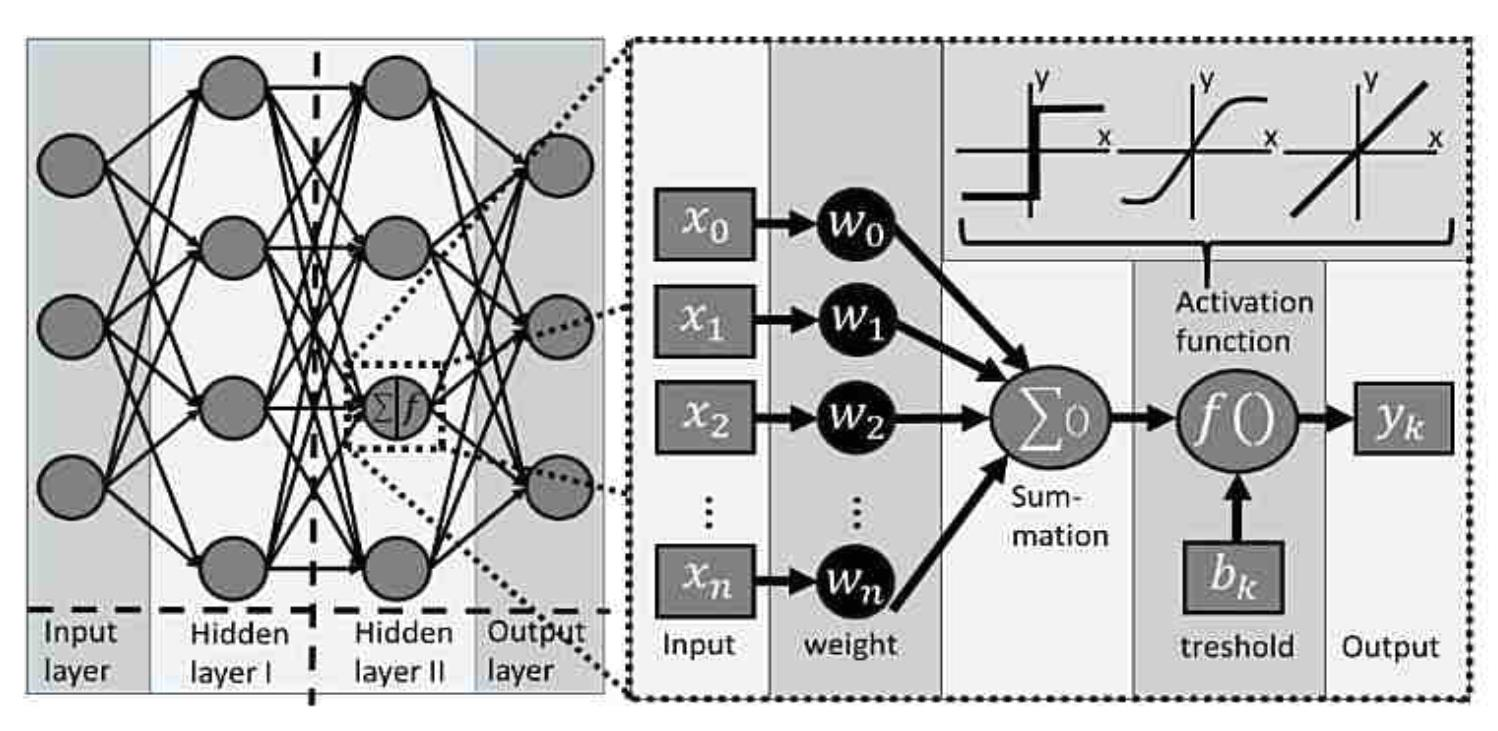 ∑|f
Input
layer
Hidden
layer I
Hidden
layer II
Output
layer
x₀
w₀
x₁
w₁
x₂
w₂
⋮
⋮
xₙ
wₙ
Input
weight
∑()
Sum-
mation
y
x
y
x
y
x
Activation
function
f()
bₖ
treshold
yₖ
Output